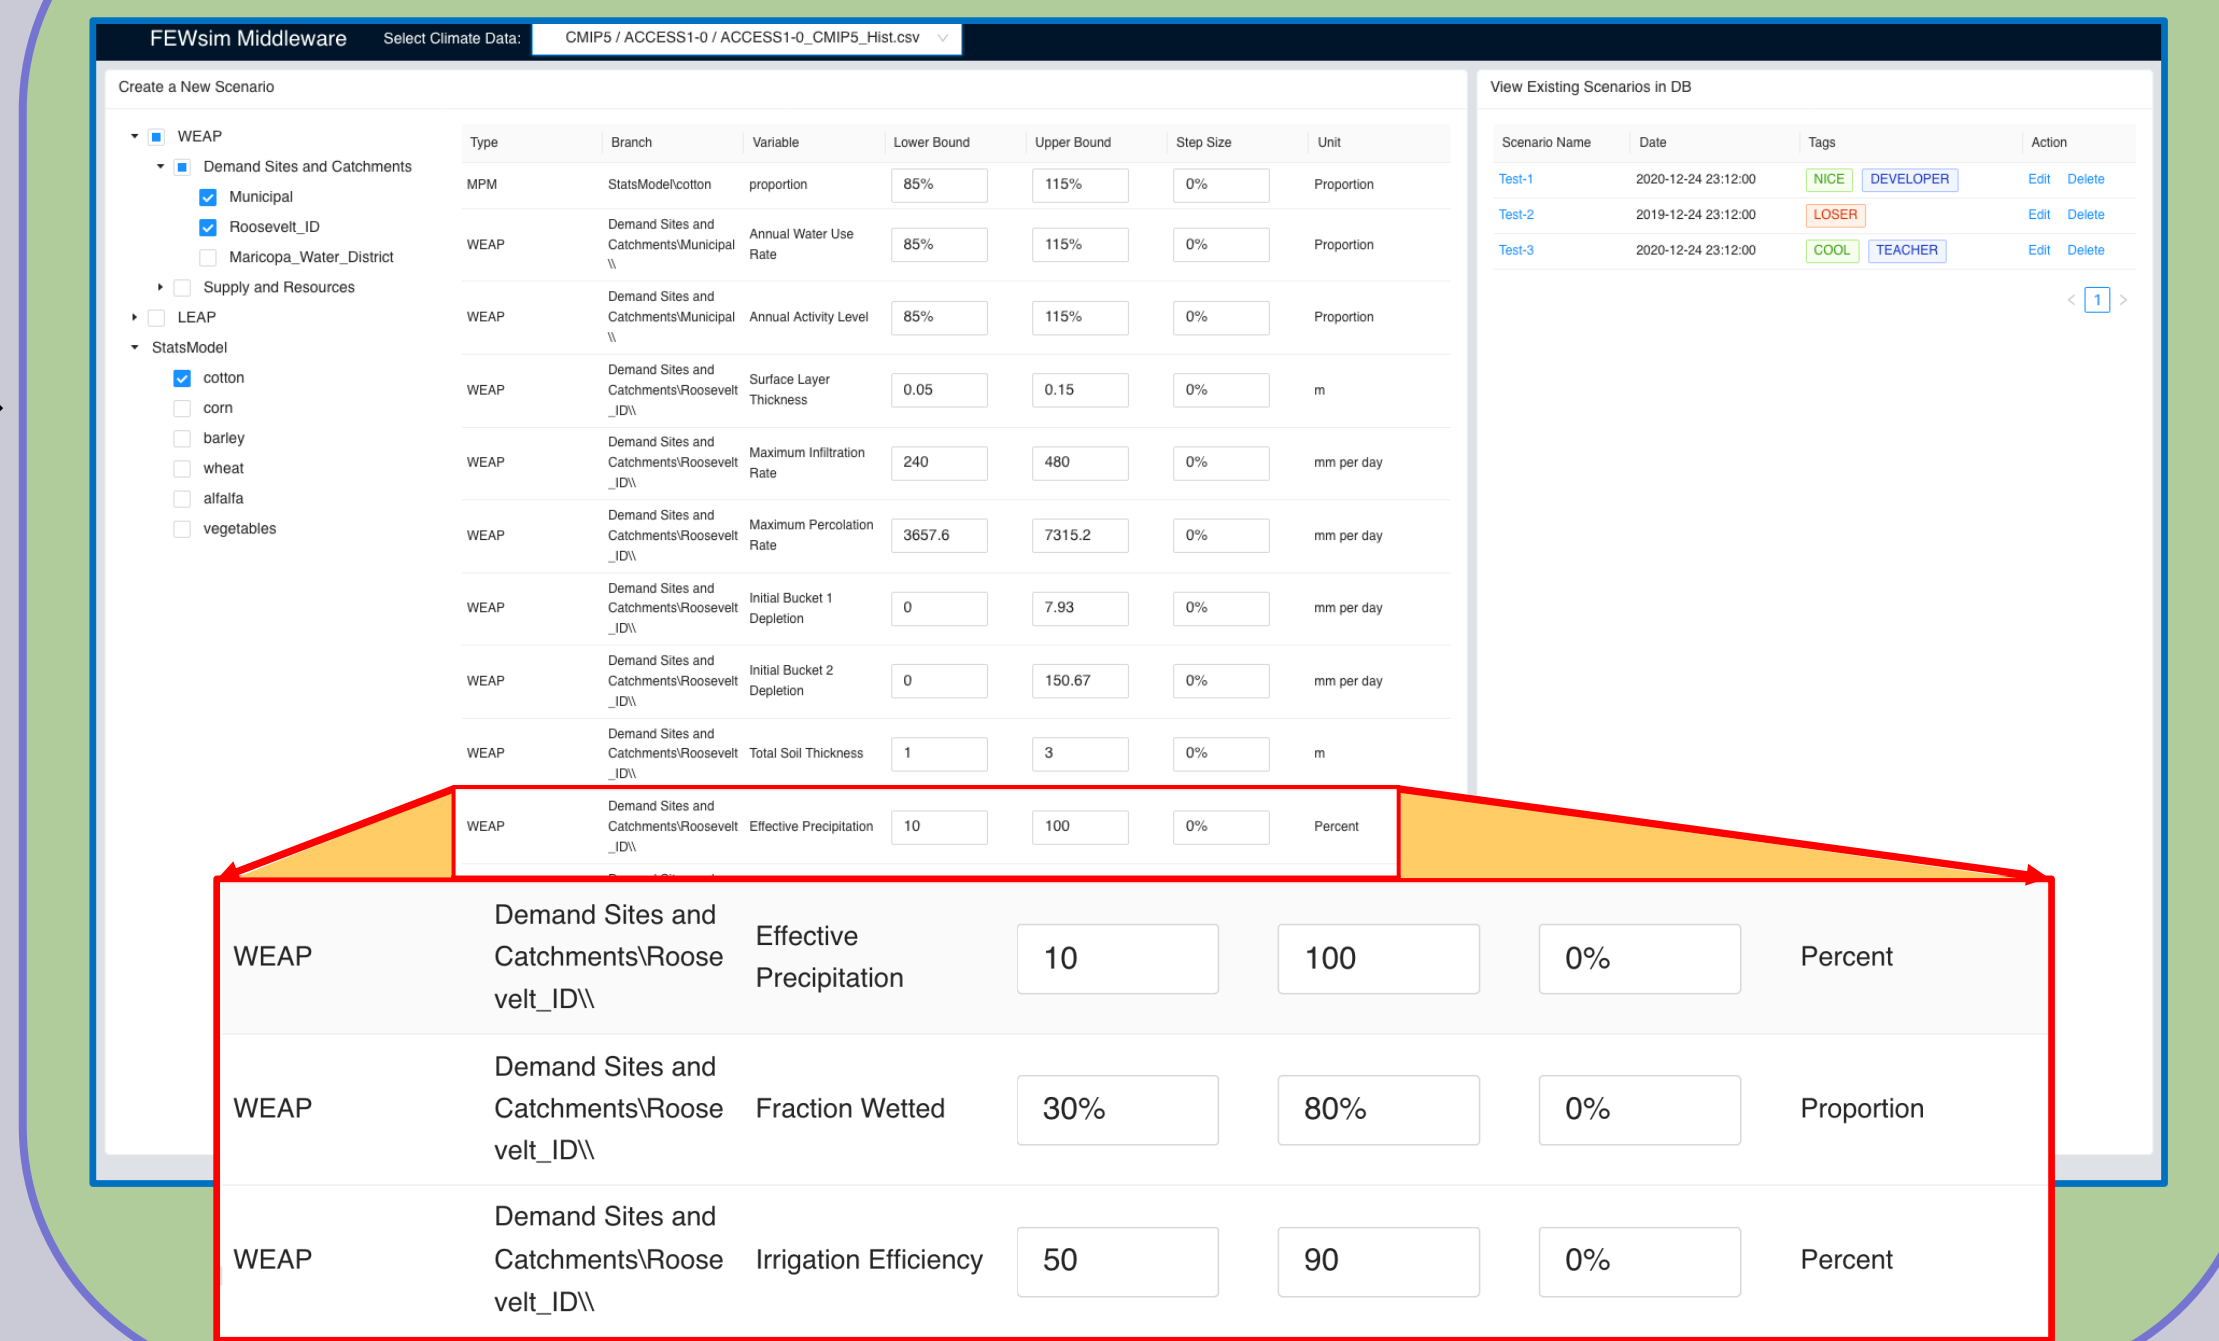 FEWsim Middleware Select Climate Data: CMIP5 / ACCESS1-0 / ACCESS1-0_CMIP5_Hist.csv
Create a New Scenario
WEAP
Demand Sites and Catchments
Municipal
Roosevelt_ID
Maricopa_Water_District
Supply and Resources
LEAP
StatsModel
cotton
corn
barley
wheat
alfalfa
vegetables
Type Branch Variable Lower Bound Upper Bound Step Size Unit
MPM StatsModel\cotton proportion 85% 115% 0% Proportion
Demand Sites and
Catchments\Municipal
\\
WEAP Annual Water Use
Rate 85% 115% 0% Proportion
Demand Sites and
Catchments\Municipal
\\
WEAP Annual Activity Level 85% 115% 0% Proportion
Demand Sites and
Catchments\Roosevelt
_ID\\
WEAP Surface Layer
Thickness 0.05 0.15 0% m
Demand Sites and
Catchments\Roosevelt
_ID\\
WEAP Maximum Infiltration
Rate 240 480 0% mm per day
Demand Sites and
Catchments\Roosevelt
_ID\\
WEAP Maximum Percolation
Rate 3657.6 7315.2 0% mm per day
Demand Sites and
Catchments\Roosevelt
_ID\\
WEAP Initial Bucket 1
Depletion 0 7.93 0% mm per day
Demand Sites and
Catchments\Roosevelt
_ID\\
WEAP Initial Bucket 2
Depletion 0 150.67 0% mm per day
Demand Sites and
Catchments\Roosevelt
_ID\\
WEAP Total Soil Thickness 1 3 0% m
Demand Sites and
Catchments\Roosevelt
_ID\\
WEAP Effective Precipitation 10 100 0% Percent
View Existing Scenarios in DB
Scenario Name Date Tags Action
Test-1 2020-12-24 23:12:00 NICE DEVELOPER Edit Delete
Test-2 2019-12-24 23:12:00 LOSER Edit Delete
Test-3 2020-12-24 23:12:00 COOL TEACHER Edit Delete
< 1 >
Demand Sites and
Catchments\Roose
velt_ID\\
WEAP Effective
Precipitation 10 100 0% Percent
Demand Sites and
Catchments\Roose
velt_ID\\
WEAP Fraction Wetted 30% 80% 0% Proportion
Demand Sites and
Catchments\Roose
velt_ID\\
WEAP Irrigation Efficiency 50 90 0% Percent